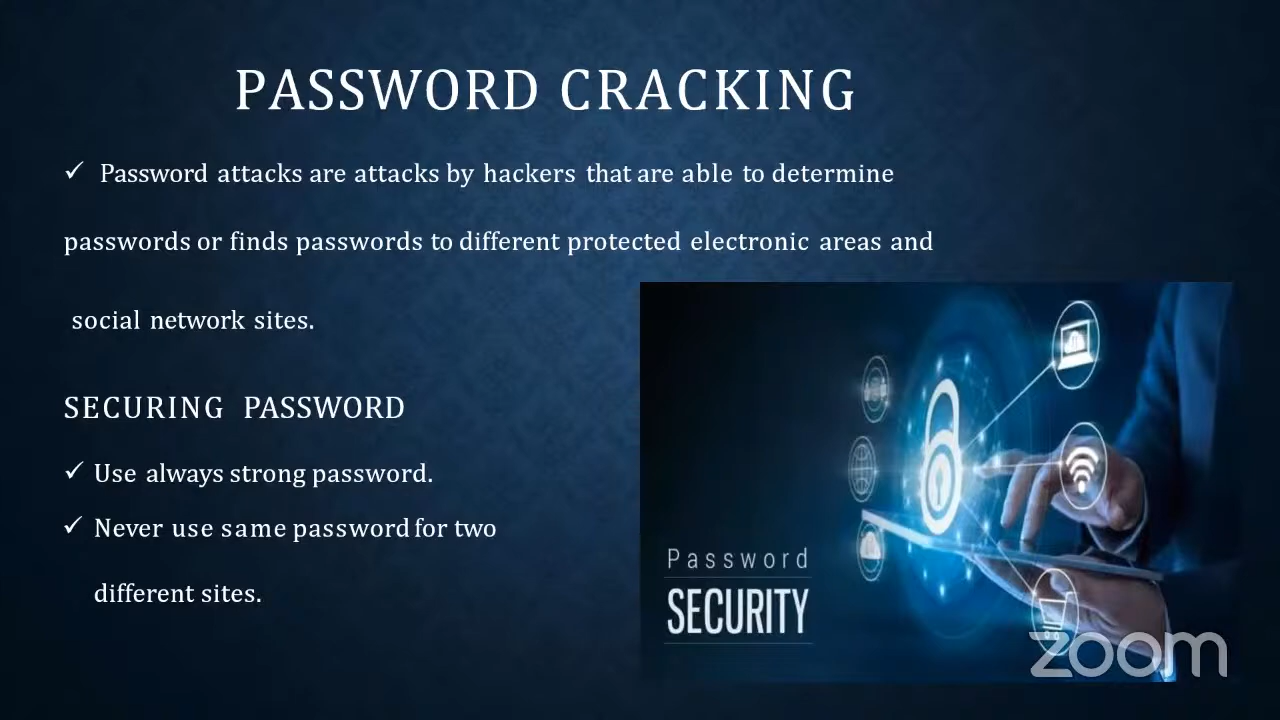 PASSWORD CRACKING
✓ Password attacks are attacks by hackers that are able to determine
passwords or finds passwords to different protected electronic areas and
social network sites.
SECURING PASSWORD
✓ Use always strong password.
✓ Never use same password for two
different sites.
Password
SECURITY
zoom